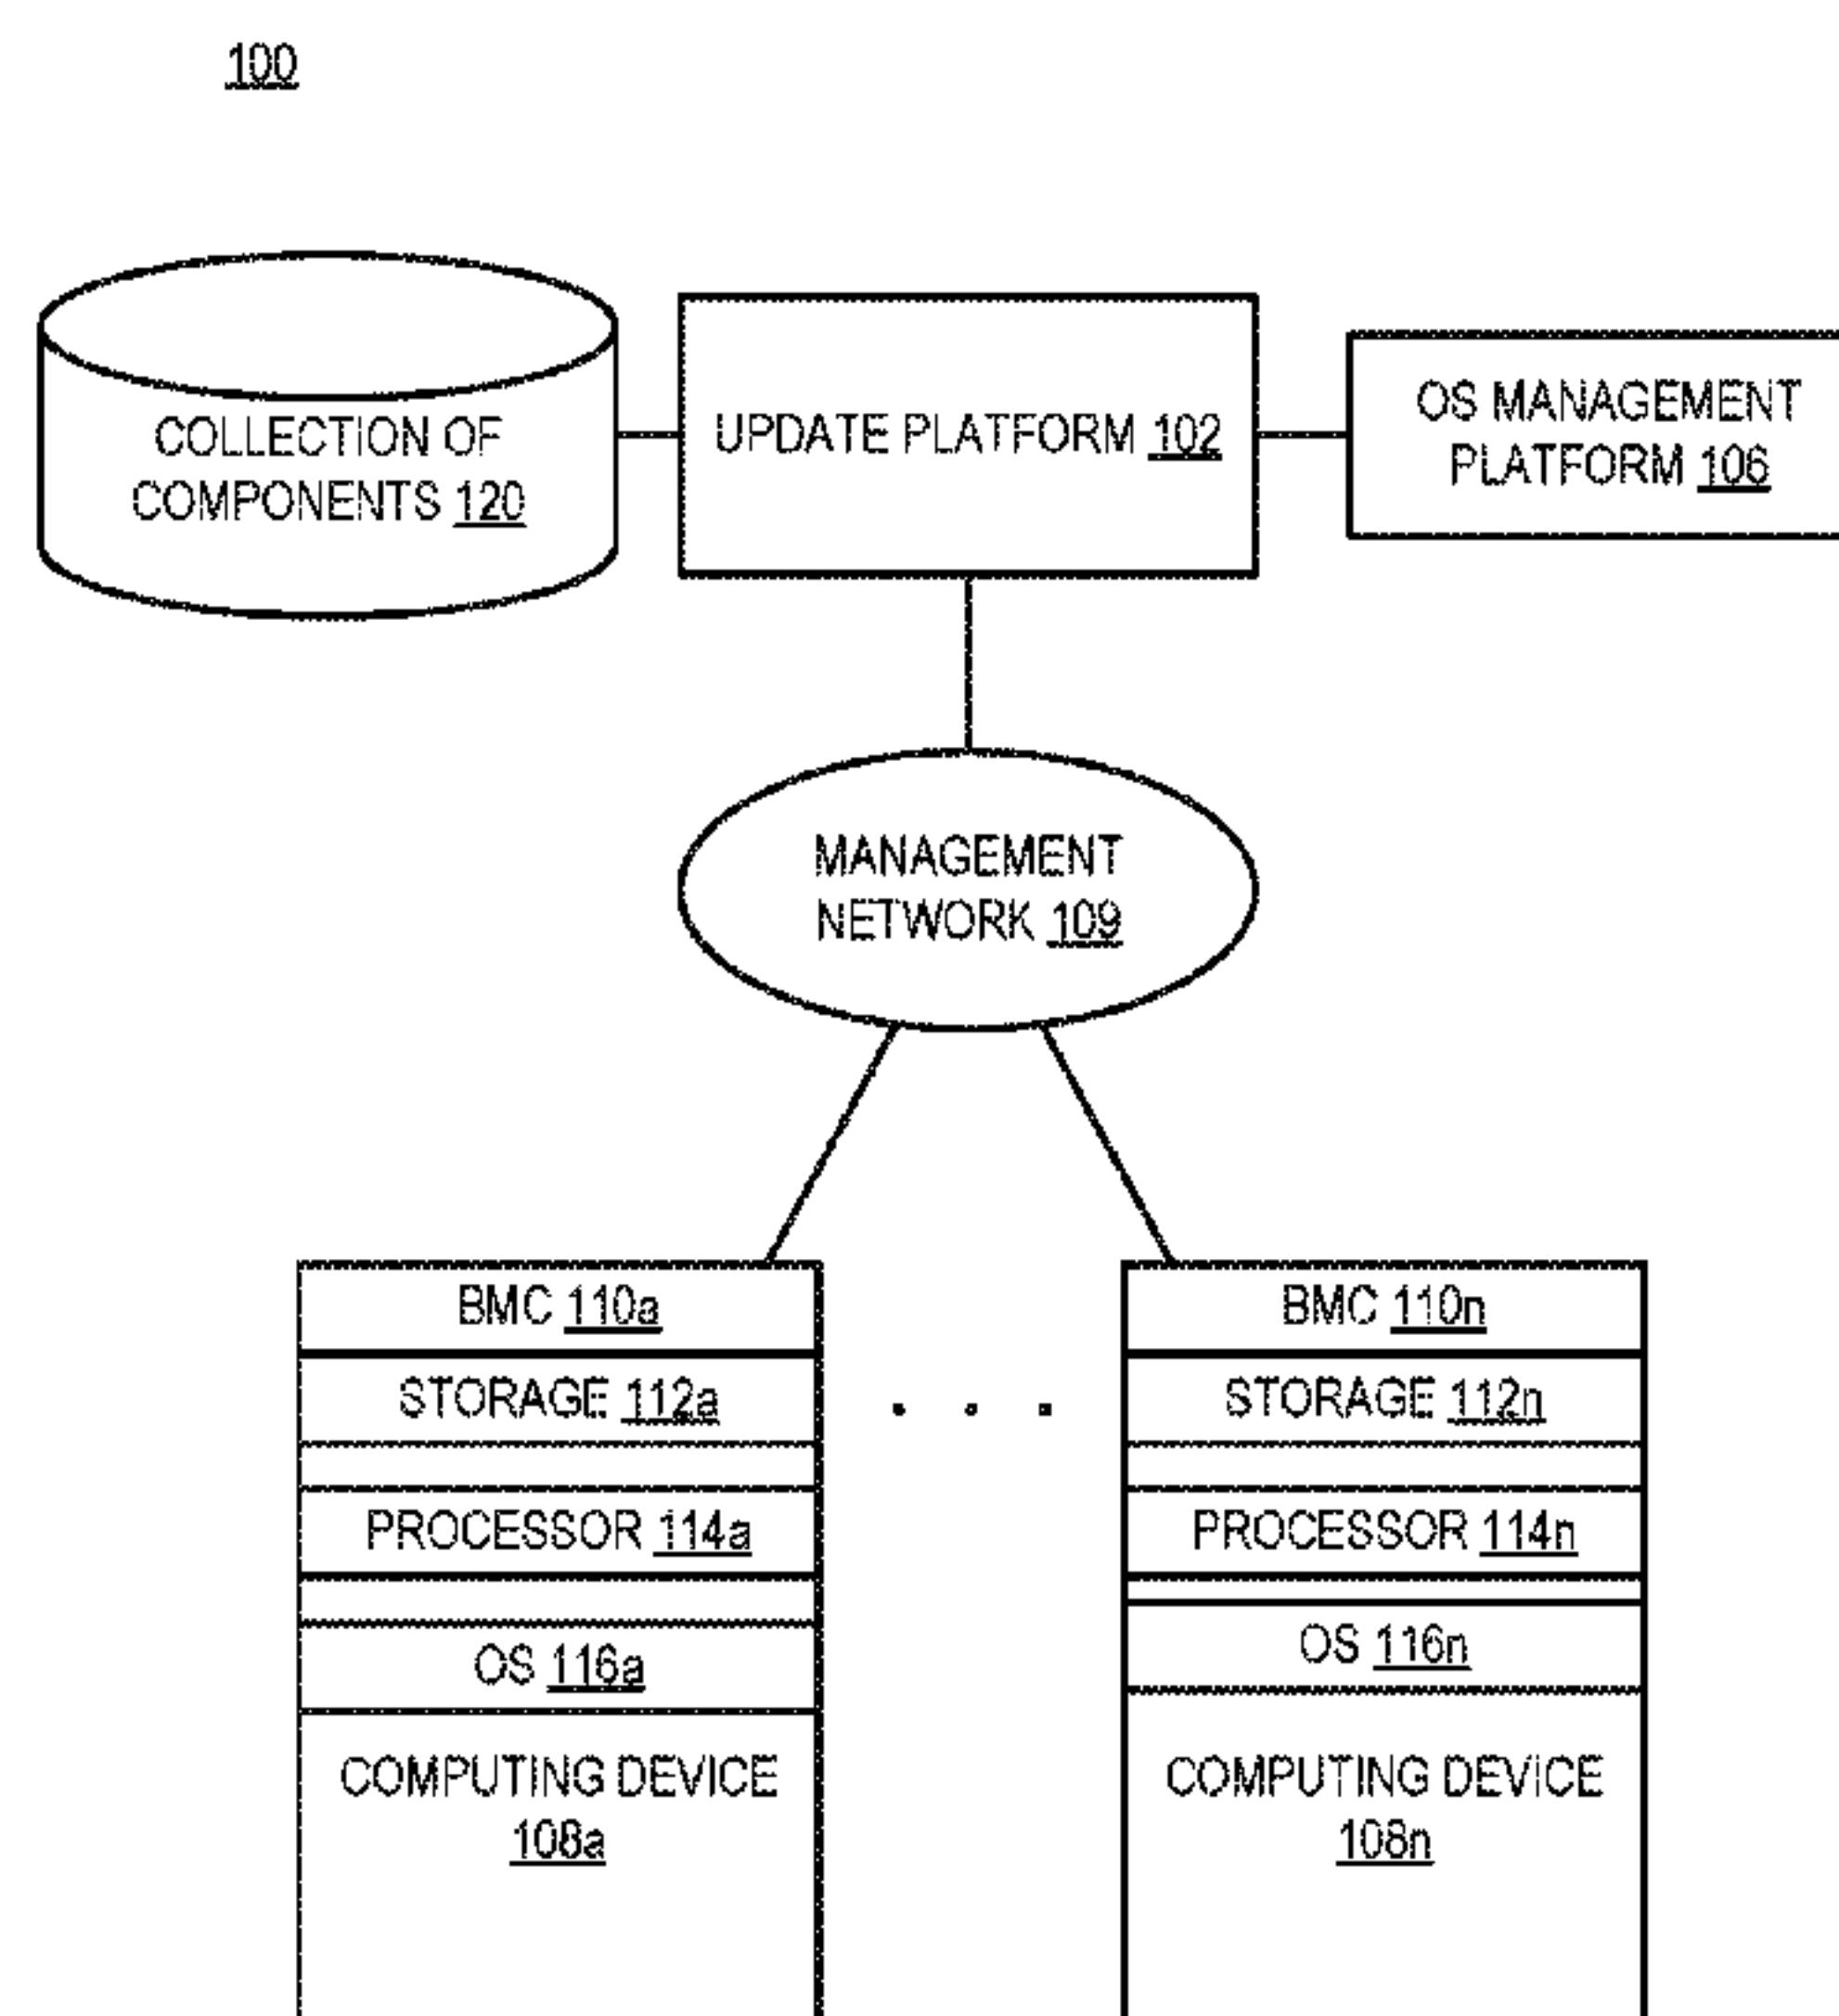 100
COLLECTION OF
COMPONENTS 120
UPDATE PLATFORM 102
OS MANAGEMENT
PLATFORM 106
MANAGEMENT
NETWORK 109
BMC 110a
STORAGE 112a
PROCESSOR 114a
OS 116a
COMPUTING DEVICE
108a
. . .
BMC 110n
STORAGE 112n
PROCESSOR 114n
OS 116n
COMPUTING DEVICE
108n